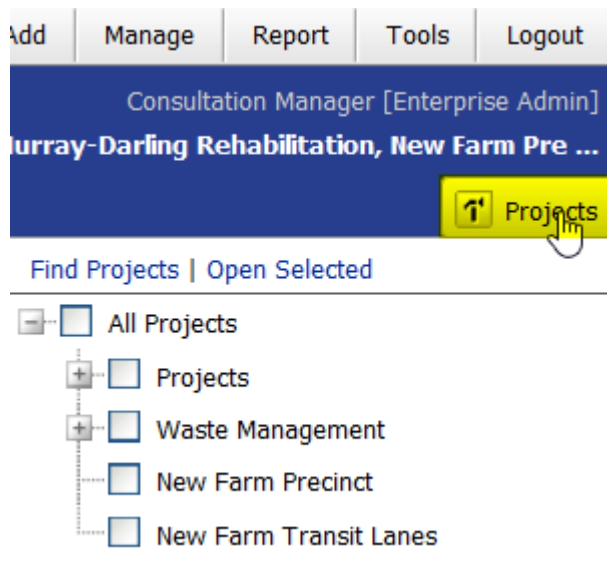 Add Manage Report Tools Logout
Consultation Manager [Enterprise Admin]
Murray-Darling Rehabilitation, New Farm Pre ...
Projects
Find Projects | Open Selected
All Projects
Projects
Waste Management
New Farm Precinct
New Farm Transit Lanes